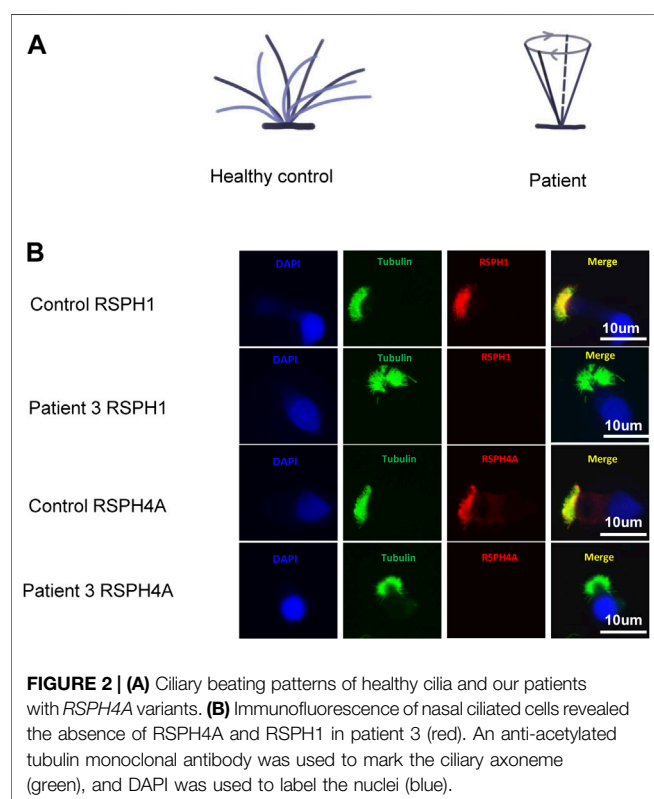 A
Healthy control
Patient
B
DAPI Tubulin RSPH1 Merge
Control RSPH1
10um
DAPI Tubulin RSPH1 Merge
Patient 3 RSPH1
10um
DAPI Tubulin RSPH4A Merge
Control RSPH4A
10um
DAPI Tubulin RSPH4A Merge
Patient 3 RSPH4A
10um
FIGURE 2 | (A) Ciliary beating patterns of healthy cilia and our patients
with RSPH4A variants. (B) Immunofluorescence of nasal ciliated cells revealed
the absence of RSPH4A and RSPH1 in patient 3 (red). An anti-acetylated
tubulin monoclonal antibody was used to mark the ciliary axoneme
(green), and DAPI was used to label the nuclei (blue).